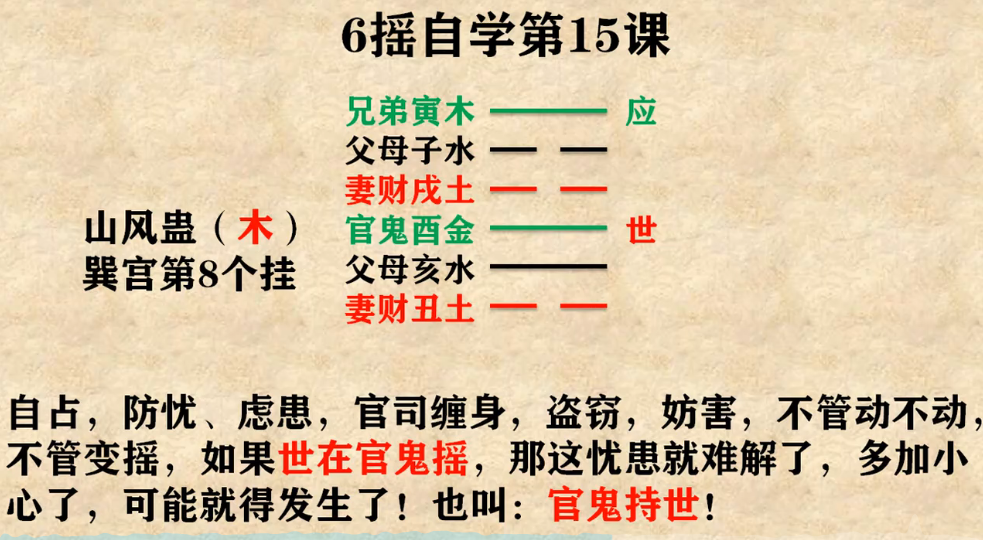 6摇自学第15课
兄弟寅木 应
父母子水
妻财戌土
官鬼酉金 世
父母亥水
妻财丑土
山风蛊（木）
巽宫第8个挂
自占，防忧、虑患，官司缠身，盗窃，妨害，不管动不动，
不管变摇，如果世在官鬼摇，那这忧患就难解了，多加小
心了，可能就得发生了！也叫：官鬼持世！